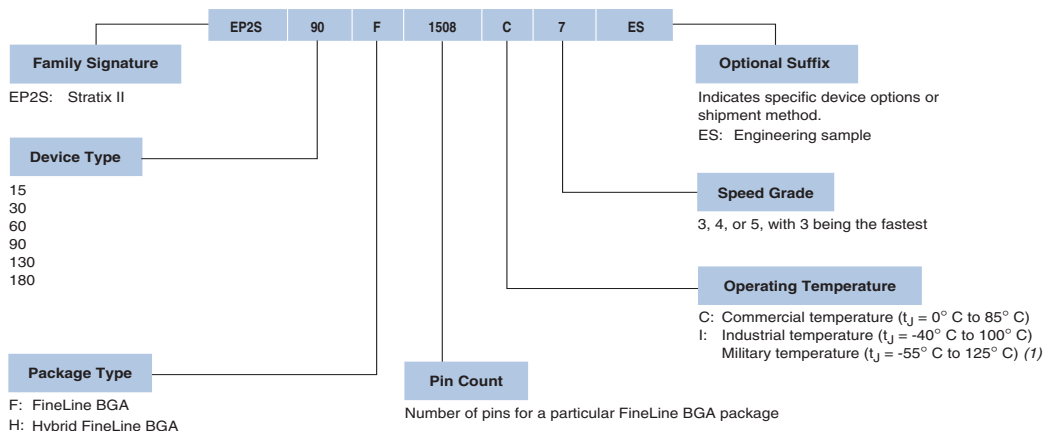 EP2S 90 F 1508 C 7 ES
Family Signature
EP2S: Stratix II
Device Type
15
30
60
90
130
180
Package Type
F: FineLine BGA
H: Hybrid FineLine BGA
Pin Count
Number of pins for a particular FineLine BGA package
Optional Suffix
Indicates specific device options or
shipment method.
ES: Engineering sample
Speed Grade
3, 4, or 5, with 3 being the fastest
Operating Temperature
C: Commercial temperature (tJ = 0° C to 85° C)
I: Industrial temperature (tJ = -40° C to 100° C)
Military temperature (tJ = -55° C to 125° C) (1)